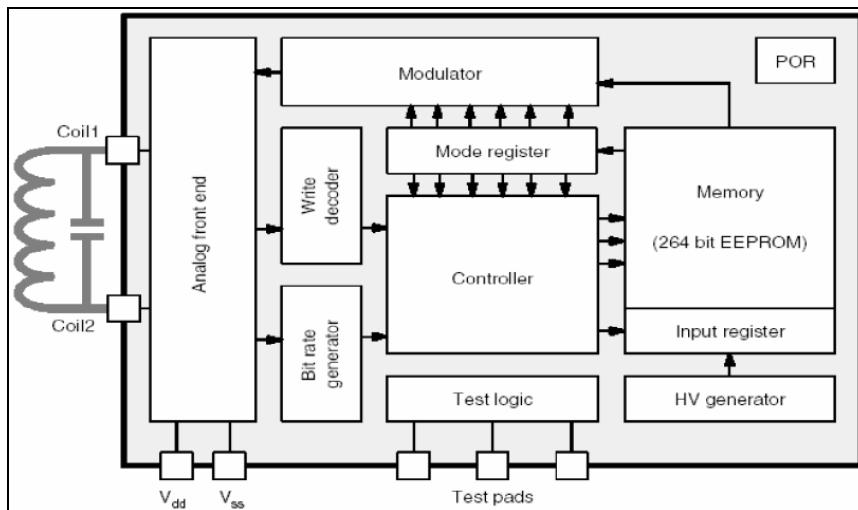 Modulator
POR
Coil1
Mode register
Write
decoder
Memory
(264 bit EEPROM)
Analog front end
Controller
Coil2
Bit rate
generator
Input register
Test logic
HV generator
Vdd
Vss
Test pads